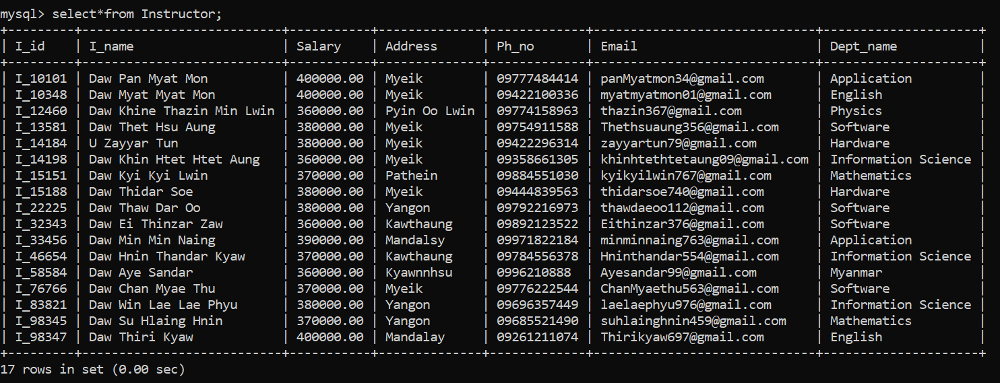 mysql> select*from Instructor;
+---------+---------------------------+-----------+--------------+-------------+------------------------------+---------------------+
| I_id    | I_name                    | Salary    | Address      | Ph_no       | Email                        | Dept_name           |
+---------+---------------------------+-----------+--------------+-------------+------------------------------+---------------------+
| I_10101 | Daw Pan Myat Mon          | 400000.00 | Myeik        | 09777484414 | panMyatmon34@gmail.com       | Application         |
| I_10348 | Daw Myat Myat Mon         | 400000.00 | Myeik        | 09422100336 | myatmyatmon01@gmail.com      | English             |
| I_12460 | Daw Khine Thazin Min Lwin | 360000.00 | Pyin Oo Lwin | 09774158963 | thazin367@gmail.com          | Physics             |
| I_13581 | Daw Thet Hsu Aung         | 380000.00 | Myeik        | 09754911588 | Thethsuaung356@gmail.com     | Software            |
| I_14184 | U Zayyar Tun              | 380000.00 | Myeik        | 09422296314 | zayyartun79@gmail.com        | Hardware            |
| I_14198 | Daw Khin Htet Htet Aung   | 360000.00 | Myeik        | 09358661305 | khinhtethtetaung09@gmail.com | Information Science |
| I_15151 | Daw Kyi Kyi Lwin          | 370000.00 | Pathein      | 09884551030 | kyikyilwin767@gmail.com      | Mathematics         |
| I_15188 | Daw Thidar Soe            | 380000.00 | Myeik        | 09444839563 | thidarsoe740@gmail.com       | Hardware            |
| I_22225 | Daw Thaw Dar Oo           | 380000.00 | Yangon       | 09792216973 | thawdaeoo112@gmail.com       | Software            |
| I_32343 | Daw Ei Thinzar Zaw        | 360000.00 | Kawthaung    | 09892123522 | Eithinzar376@gmail.com       | Software            |
| I_33456 | Daw Min Min Naing         | 390000.00 | Mandalsy     | 09971822184 | minminnaing763@gmail.com     | Application         |
| I_46654 | Daw Hnin Thandar Kyaw     | 370000.00 | Kawthaung    | 09784556378 | Hninthandar554@gmail.com     | Information Science |
| I_58584 | Daw Aye Sandar            | 360000.00 | Kyawnnhsu    | 0996210888  | Ayesandar99@gmail.com        | Myanmar             |
| I_76766 | Daw Chan Myae Thu         | 370000.00 | Myeik        | 09776222544 | ChanMyaethu563@gmail.com     | Software            |
| I_83821 | Daw Win Lae Lae Phyu      | 380000.00 | Yangon       | 09696357449 | laelaephyu976@gmail.com      | Information Science |
| I_98345 | Daw Su Hlaing Hnin        | 370000.00 | Yangon       | 09685521490 | suhlainghnin459@gmail.com    | Mathematics         |
| I_98347 | Daw Thiri Kyaw            | 400000.00 | Mandalay     | 09261211074 | Thirikyaw697@gmail.com       | English             |
+---------+---------------------------+-----------+--------------+-------------+------------------------------+---------------------+
17 rows in set (0.00 sec)